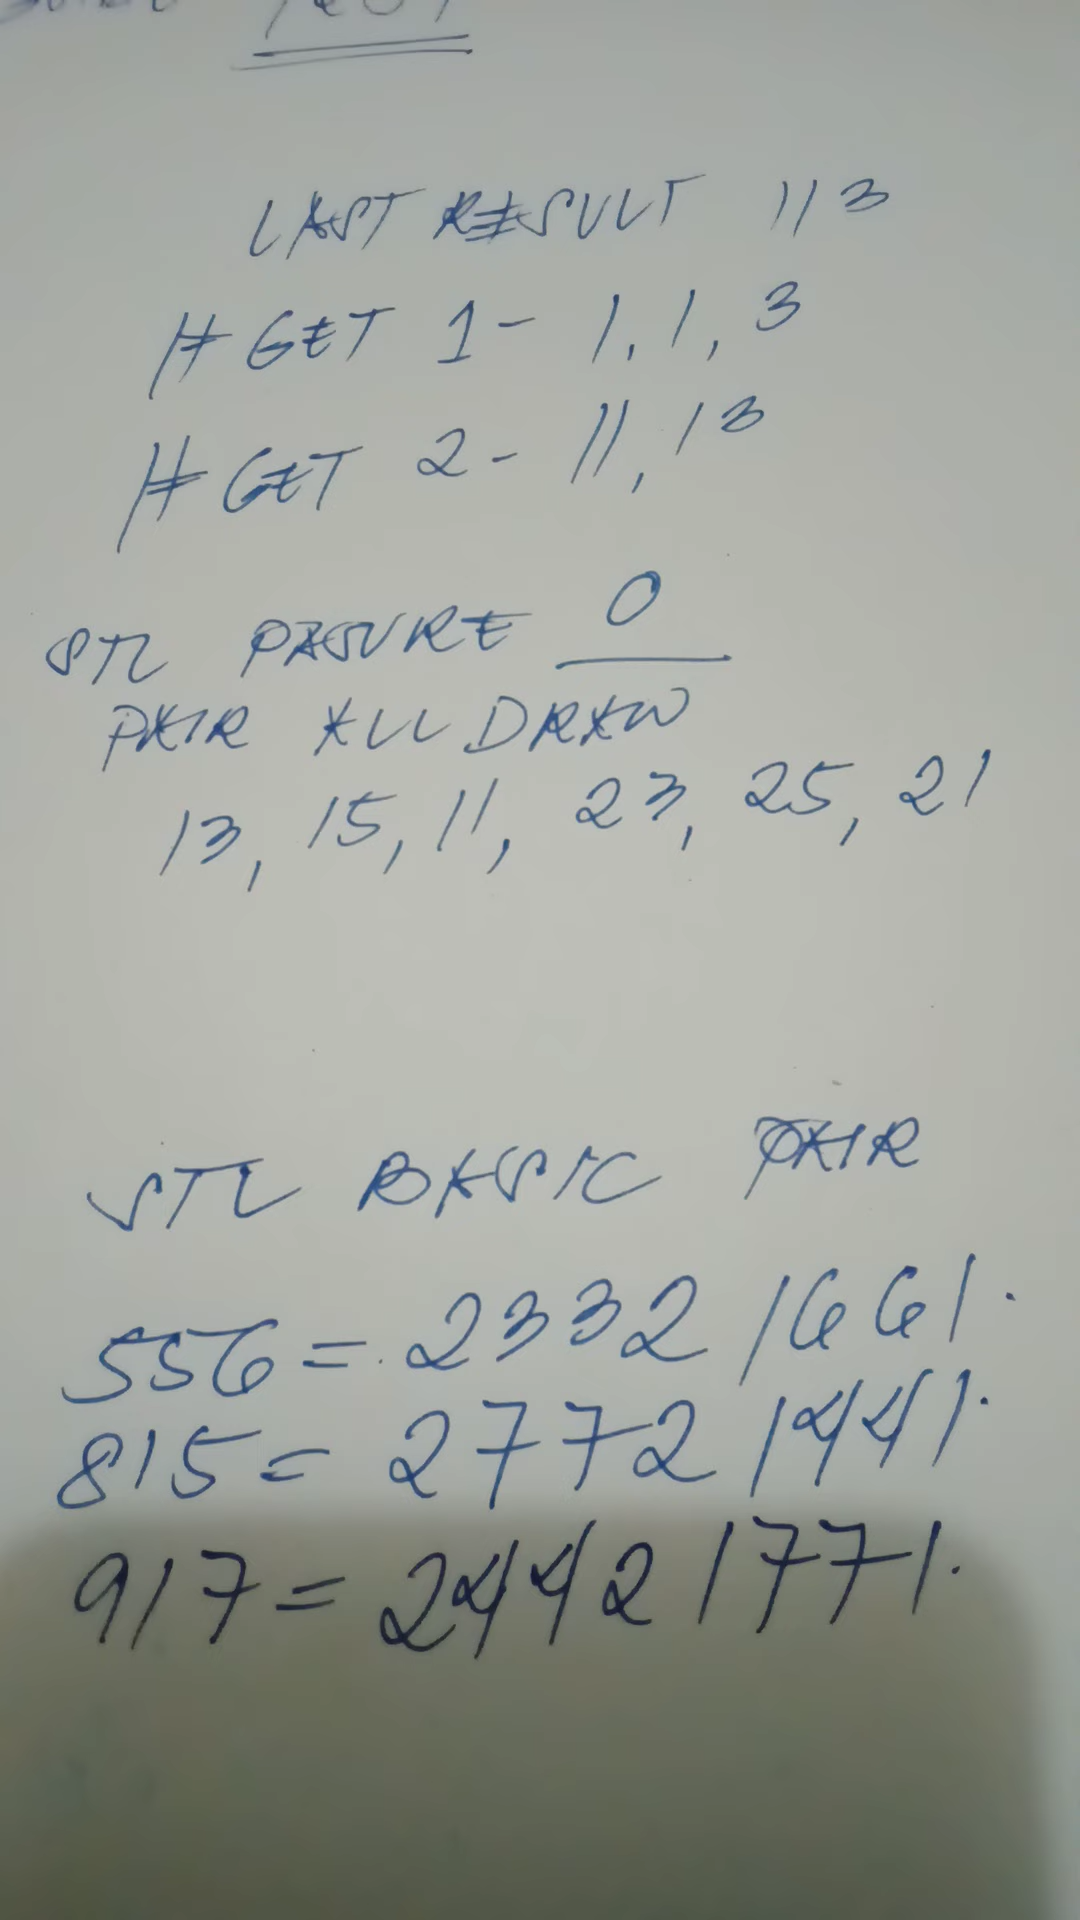 LAST RESULT 113
# GET 1 - 1, 1, 3
# GET 2 - 11, 13
STL PASURE 0
PAIR ALL DRAW
13, 15, 11, 23, 25, 21
STL BASIC PAIR
556 = 2332 1661.
815 = 2772 1441.
917 = 2442 1771.